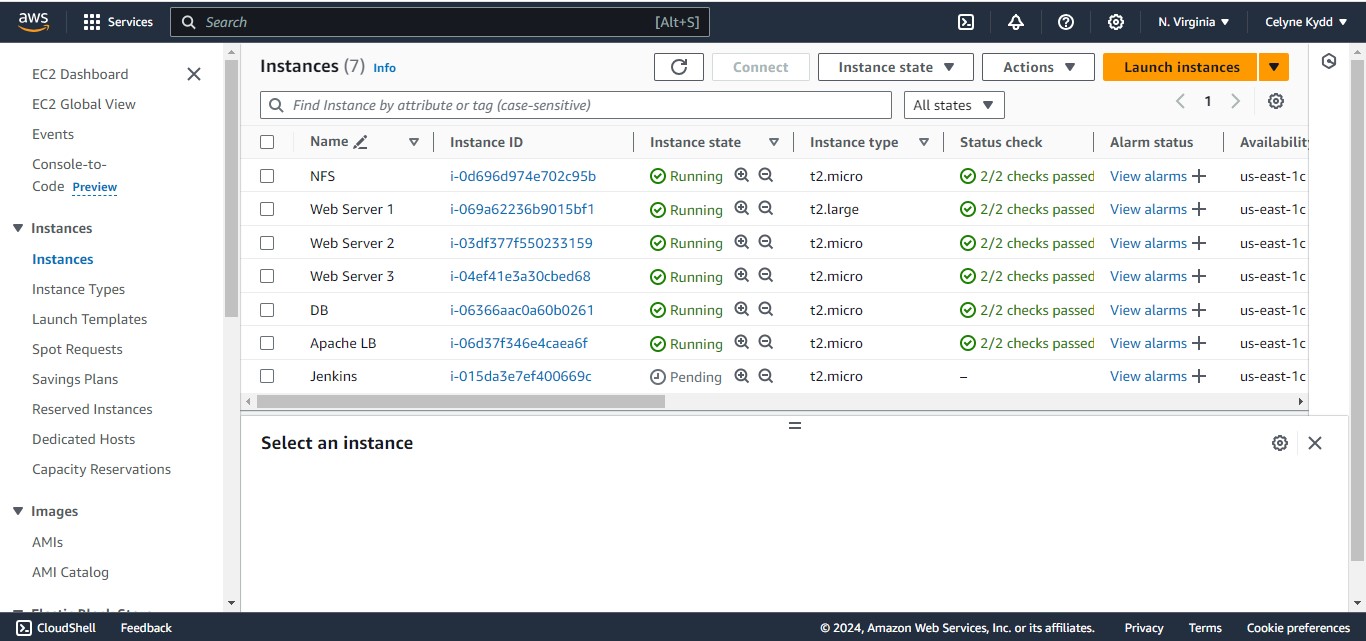 aws Services Search [Alt+S] N. Virginia Celyne Kydd
EC2 Dashboard
EC2 Global View
Events
Console-to-
Code Preview
Instances
Instances
Instance Types
Launch Templates
Spot Requests
Savings Plans
Reserved Instances
Dedicated Hosts
Capacity Reservations
Images
AMIs
AMI Catalog
Instances (7) Info Connect Instance state Actions Launch instances
Find Instance by attribute or tag (case-sensitive) All states 1
Name Instance ID Instance state Instance type Status check Alarm status Availability
NFS i-0d696d974e702c95b Running t2.micro 2/2 checks passed View alarms us-east-1c
Web Server 1 i-069a62236b9015bf1 Running t2.large 2/2 checks passed View alarms us-east-1c
Web Server 2 i-03df377f550233159 Running t2.micro 2/2 checks passed View alarms us-east-1c
Web Server 3 i-04ef41e3a30cbed68 Running t2.micro 2/2 checks passed View alarms us-east-1c
DB i-06366aac0a60b0261 Running t2.micro 2/2 checks passed View alarms us-east-1c
Apache LB i-06d37f346e4caea6f Running t2.micro 2/2 checks passed View alarms us-east-1c
Jenkins i-015da3e7ef400669c Pending t2.micro – View alarms us-east-1c
Select an instance
CloudShell Feedback © 2024, Amazon Web Services, Inc. or its affiliates. Privacy Terms Cookie preferences